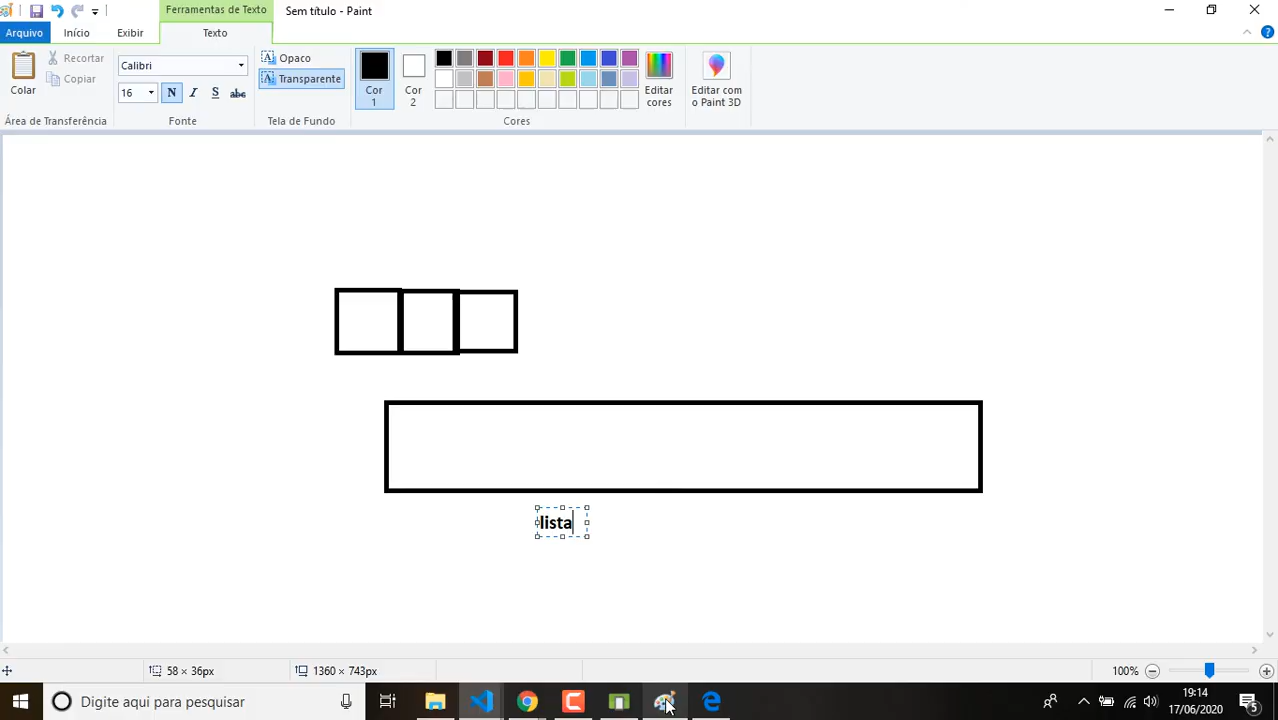 Ferramentas de Texto
Sem título - Paint
Arquivo
Início
Exibir
Texto
Colar
Recortar
Copiar
Área de Transferência
Calibri
16
N
I
S
abc
Fonte
Opaco
Transparente
Tela de Fundo
Cor
1
Cor
2
Cores
Editar
cores
Editar com
o Paint 3D
lista
58 × 36px
1360 × 743px
100%
Digite aqui para pesquisar
19:14
17/06/2020
5